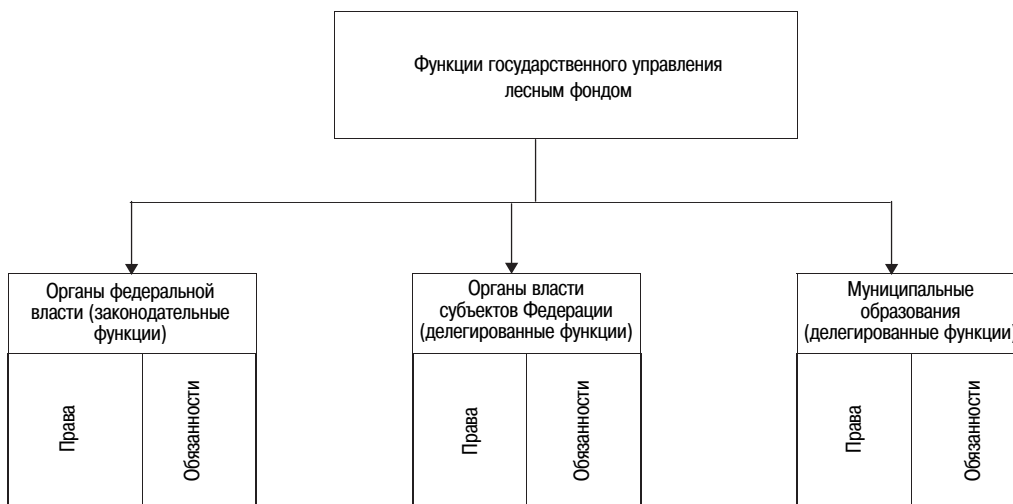 Функции государственного управления
лесным фондом
Органы федеральной
власти (законодательные
функции)
Органы власти
субъектов Федерации
(делегированные функции)
Муниципальные
образования
(делегированные функции)
Права
Обязанности
Права
Обязанности
Права
Обязанности